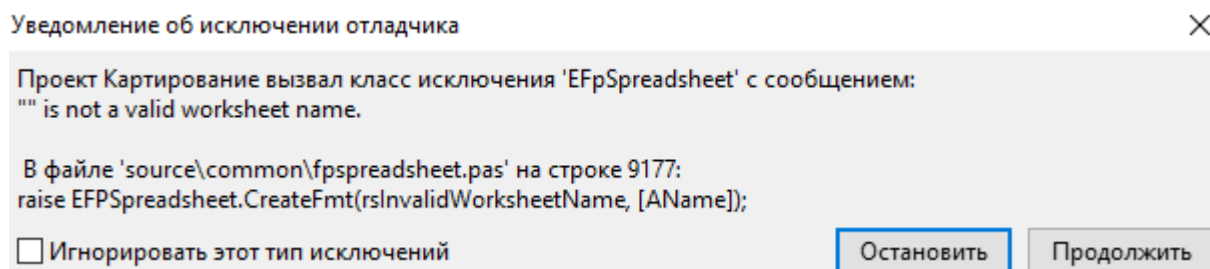 Уведомление об исключении отладчика
Проект Картирование вызвал класс исключения 'EFpSpreadsheet' с сообщением:
"" is not a valid worksheet name.
В файле 'source\common\fpspreadsheet.pas' на строке 9177:
raise EFPSpreadsheet.CreateFmt(rsInvalidWorksheetName, [AName]);
Игнорировать этот тип исключений
Остановить
Продолжить